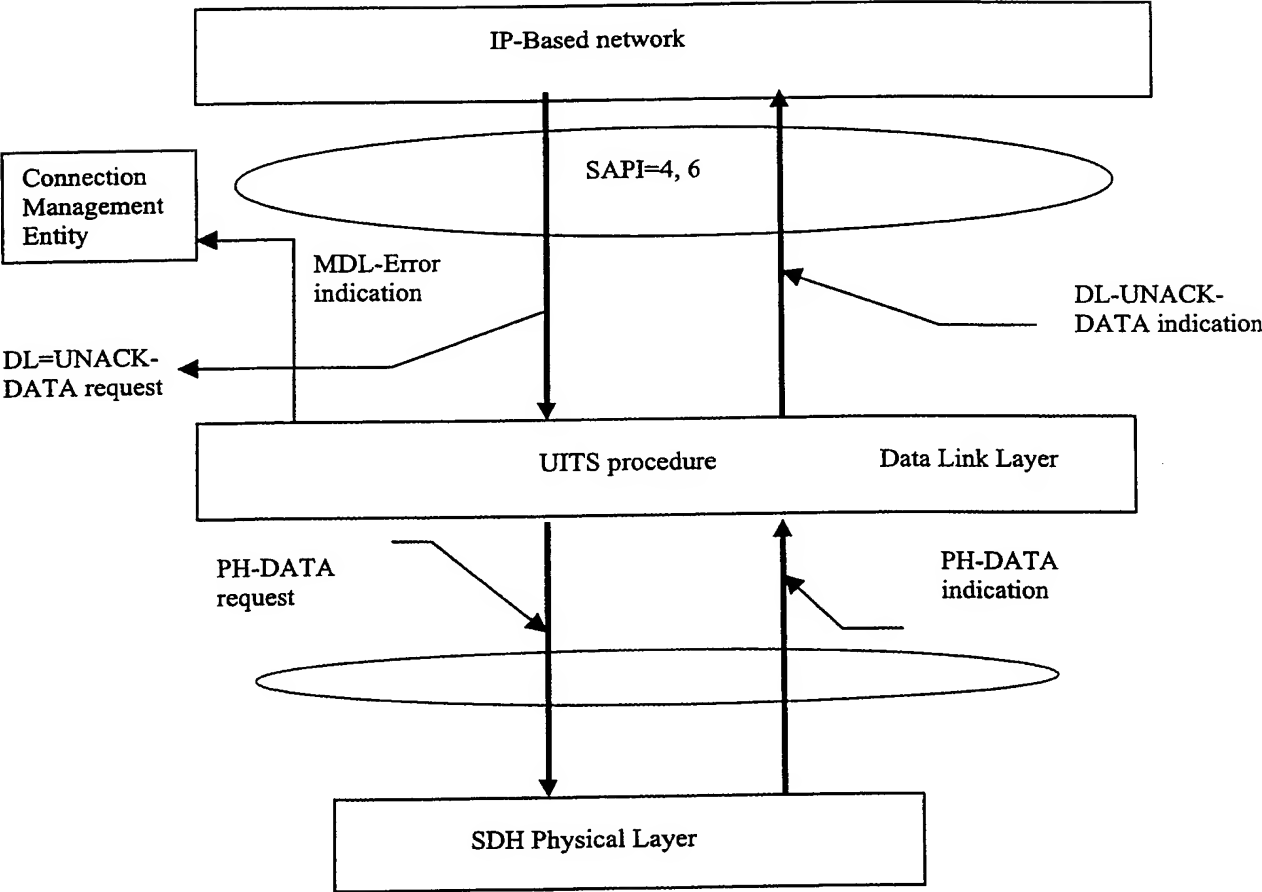 IP-Based network
SAPI=4, 6
Connection
Management
Entity
MDL-Error
indication
DL-UNACK-
DATA indication
DL=UNACK-
DATA request
UITS procedure
Data Link Layer
PH-DATA
request
PH-DATA
indication
SDH Physical Layer